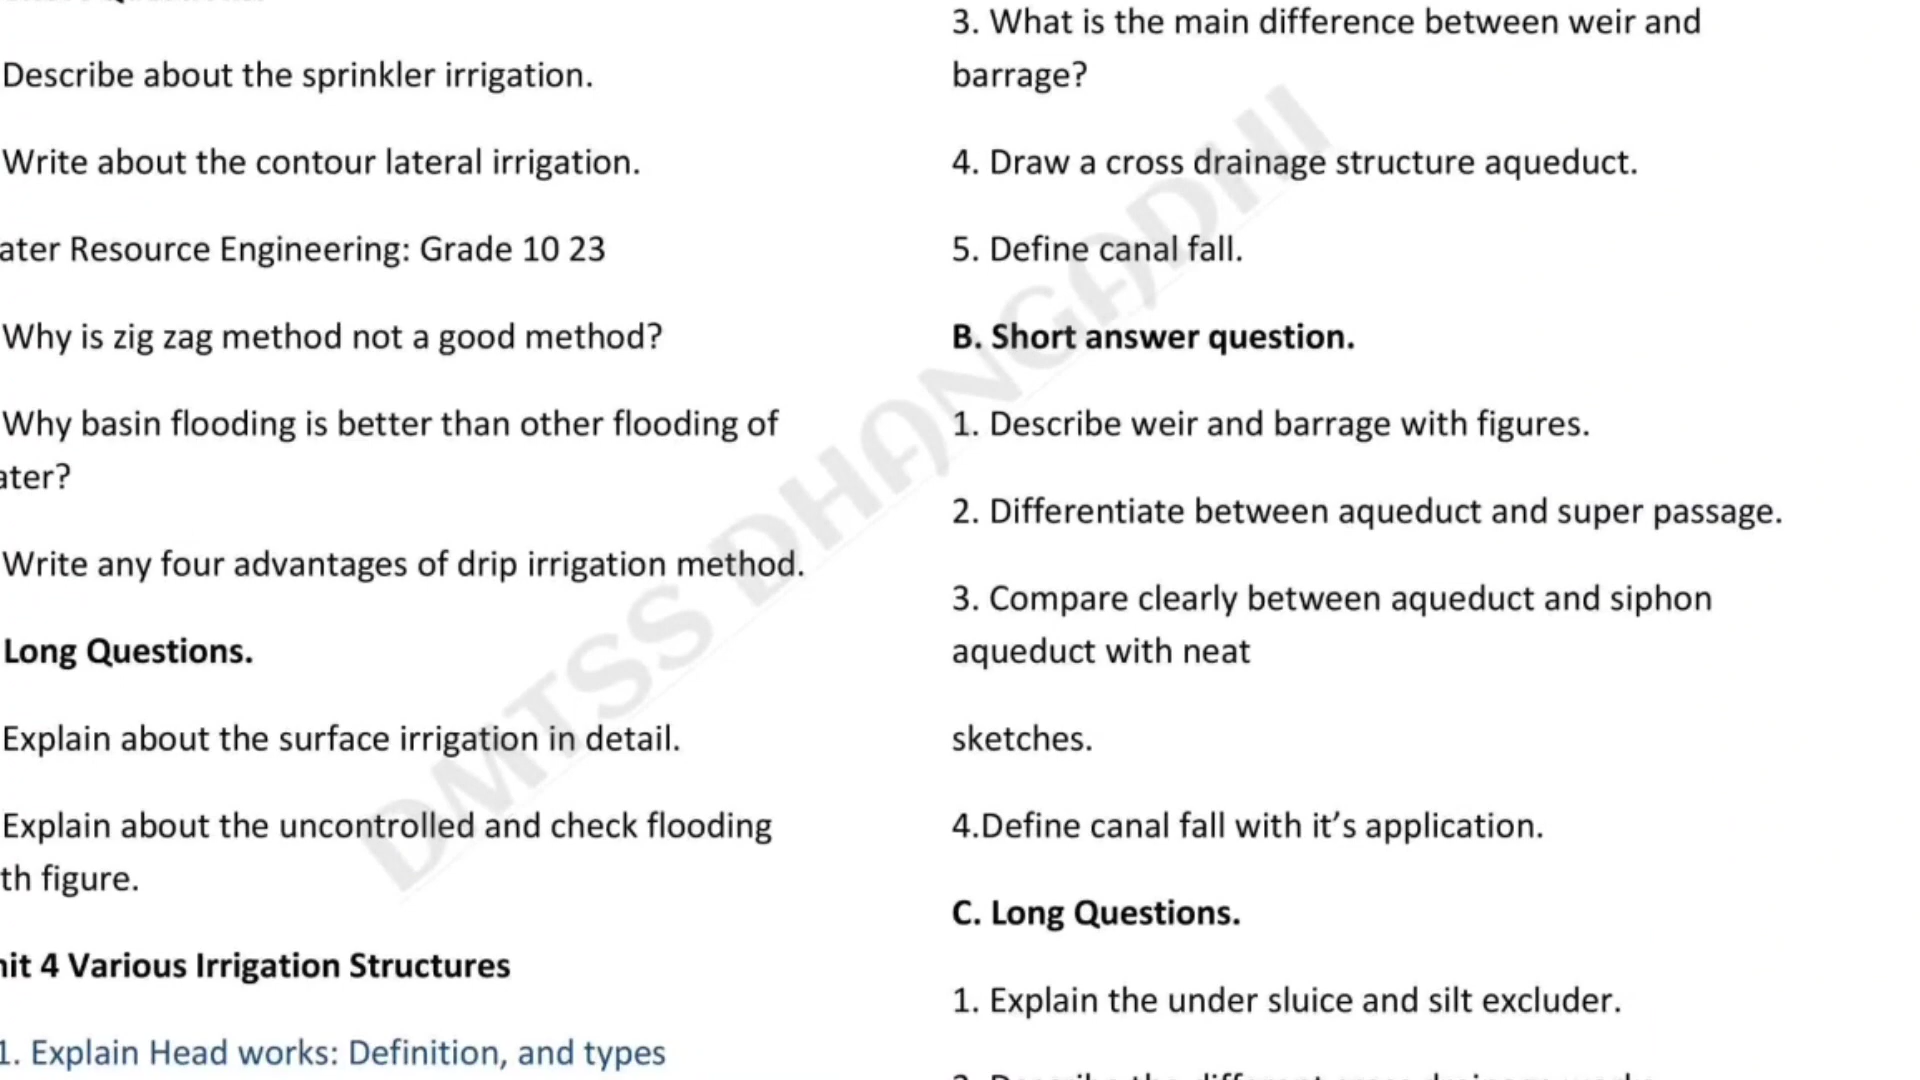 Describe about the sprinkler irrigation.
Write about the contour lateral irrigation.
ater Resource Engineering: Grade 10 23
Why is zig zag method not a good method?
Why basin flooding is better than other flooding of
ater?
Write any four advantages of drip irrigation method.
Long Questions.
Explain about the surface irrigation in detail.
Explain about the uncontrolled and check flooding
th figure.
nit 4 Various Irrigation Structures
1. Explain Head works: Definition, and types
3. What is the main difference between weir and
barrage?
4. Draw a cross drainage structure aqueduct.
5. Define canal fall.
B. Short answer question.
1. Describe weir and barrage with figures.
2. Differentiate between aqueduct and super passage.
3. Compare clearly between aqueduct and siphon
aqueduct with neat
sketches.
4.Define canal fall with it’s application.
C. Long Questions.
1. Explain the under sluice and silt excluder.
DMTSS DHANGADHI